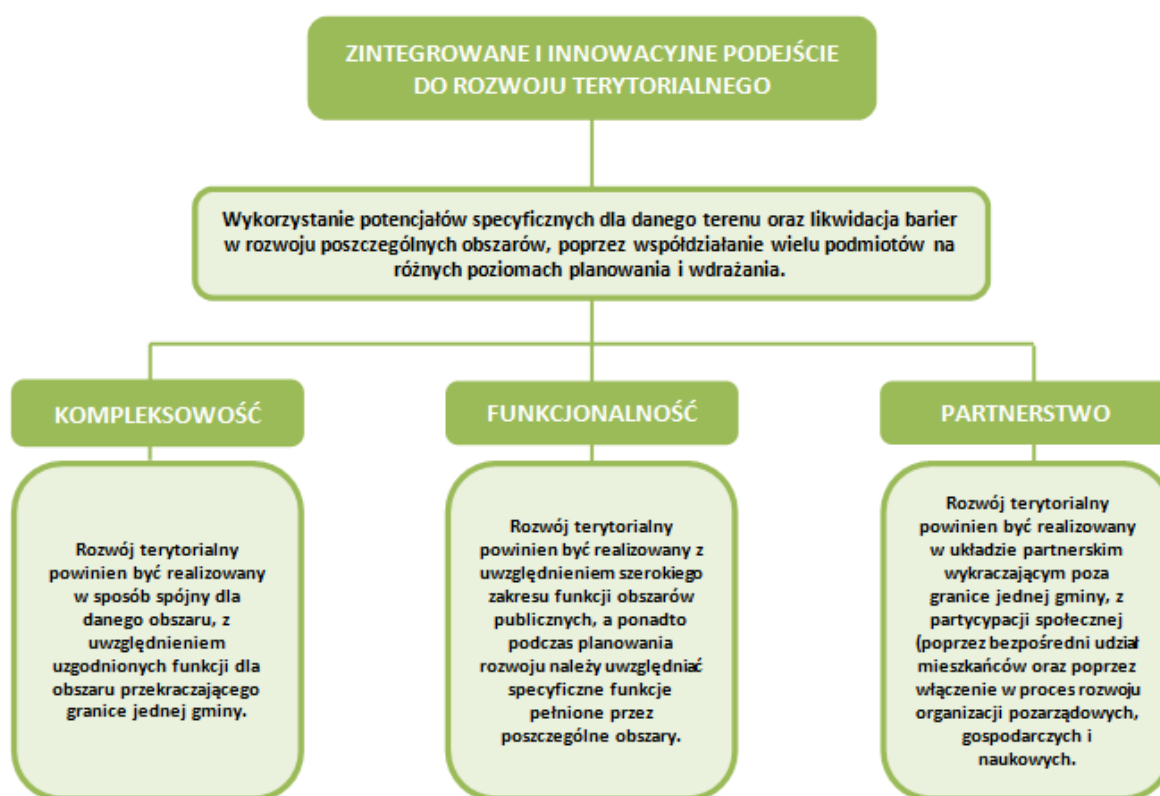 ZINTEGROWANE I INNOWACYJNE PODEJŚCIE
DO ROZWOJU TERYTORIALNEGO
Wykorzystanie potencjałów specyficznych dla danego terenu oraz likwidacja barier
w rozwoju poszczególnych obszarów, poprzez współdziałanie wielu podmiotów na
różnych poziomach planowania i wdrażania.
KOMPLEKSOWOŚĆ
Rozwój terytorialny
powinien być realizowany
w sposób spójny dla
danego obszaru, z
uwzględnieniem
uzgodnionych funkcji dla
obszaru przekraczającego
granice jednej gminy.
FUNKCJONALNOŚĆ
Rozwój terytorialny
powinien być realizowany z
uwzględnieniem szerokiego
zakresu funkcji obszarów
publicznych, a ponadto
podczas planowania
rozwoju należy uwzględniać
specyficzne funkcje
pełnione przez
poszczególne obszary.
PARTNERSTWO
Rozwój terytorialny
powinien być realizowany
w układzie partnerskim
wykraczającym poza
granice jednej gminy, z
partycypacji społecznej
(poprzez bezpośredni udział
mieszkańców oraz poprzez
włączenie w proces rozwoju
organizacji pozarządowych,
gospodarczych i
naukowych.